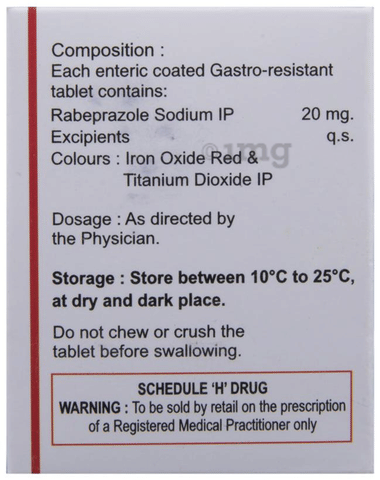 Composition :
Each enteric coated Gastro-resistant
tablet contains:
Rabeprazole Sodium IP 20 mg.
Excipients q.s.
Colours : Iron Oxide Red &
Titanium Dioxide IP
Dosage : As directed by
the Physician.
Storage : Store between 10°C to 25°C,
at dry and dark place.
Do not chew or crush the
tablet before swallowing.
SCHEDULE ‘H’ DRUG
WARNING : To be sold by retail on the prescription
of a Registered Medical Practitioner only
1mg